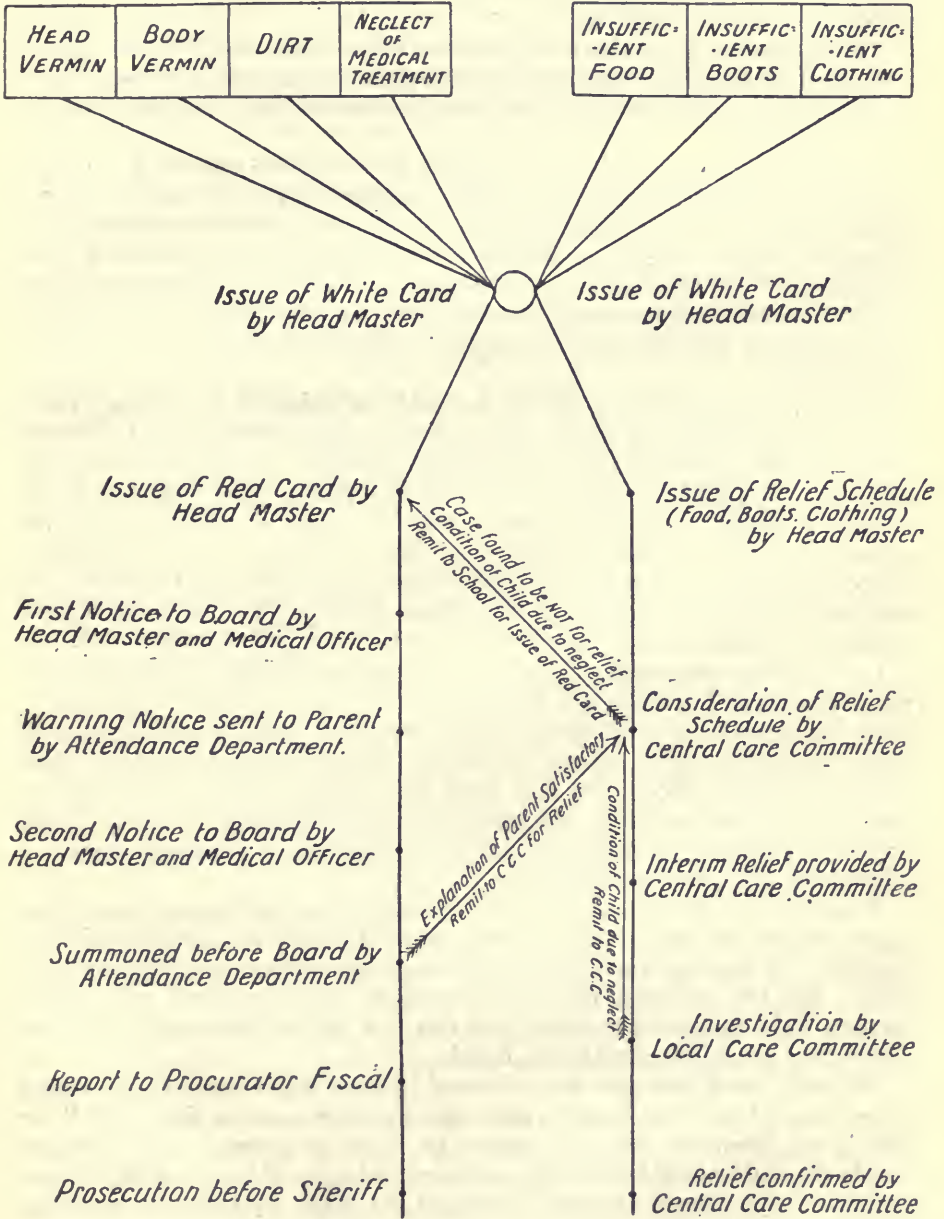 HEAD
VERMIN
BODY
VERMIN
DIRT
NEGLECT
OF
MEDICAL
TREATMENT
INSUFFIC=
-IENT
FOOD
INSUFFIC:
-IENT
BOOTS
INSUFFIC:
-IENT
CLOTHING
Issue of White Card
by Head Master
Issue of White Card
by Head Master
Issue of Red Card by
Head Master
Issue of Relief Schedule
(Food, Boots. Clothing)
by Head Master
Case found to be NOT for relief
Condition of Child due to neglect
Remit to School for Issue of Red Card
First Notice to Board by
Head Master and Medical Officer
Warning Notice sent to Parent
by Attendance Department.
Consideration of Relief
Schedule by
Central Care Committee
Explanation of Parent Satisfactory
Remit to C.C.C for Relief
Condition of Child due to neglect
Remit to C.C.C
Second Notice to Board by
Head Master and Medical Officer
Interim Relief provided by
Central Care Committee
Summoned before Board by
Attendance Department
Investigation by
Local Care Committee
Report to Procurator Fiscal
Prosecution before Sheriff
Relief confirmed by
Central Care Committee